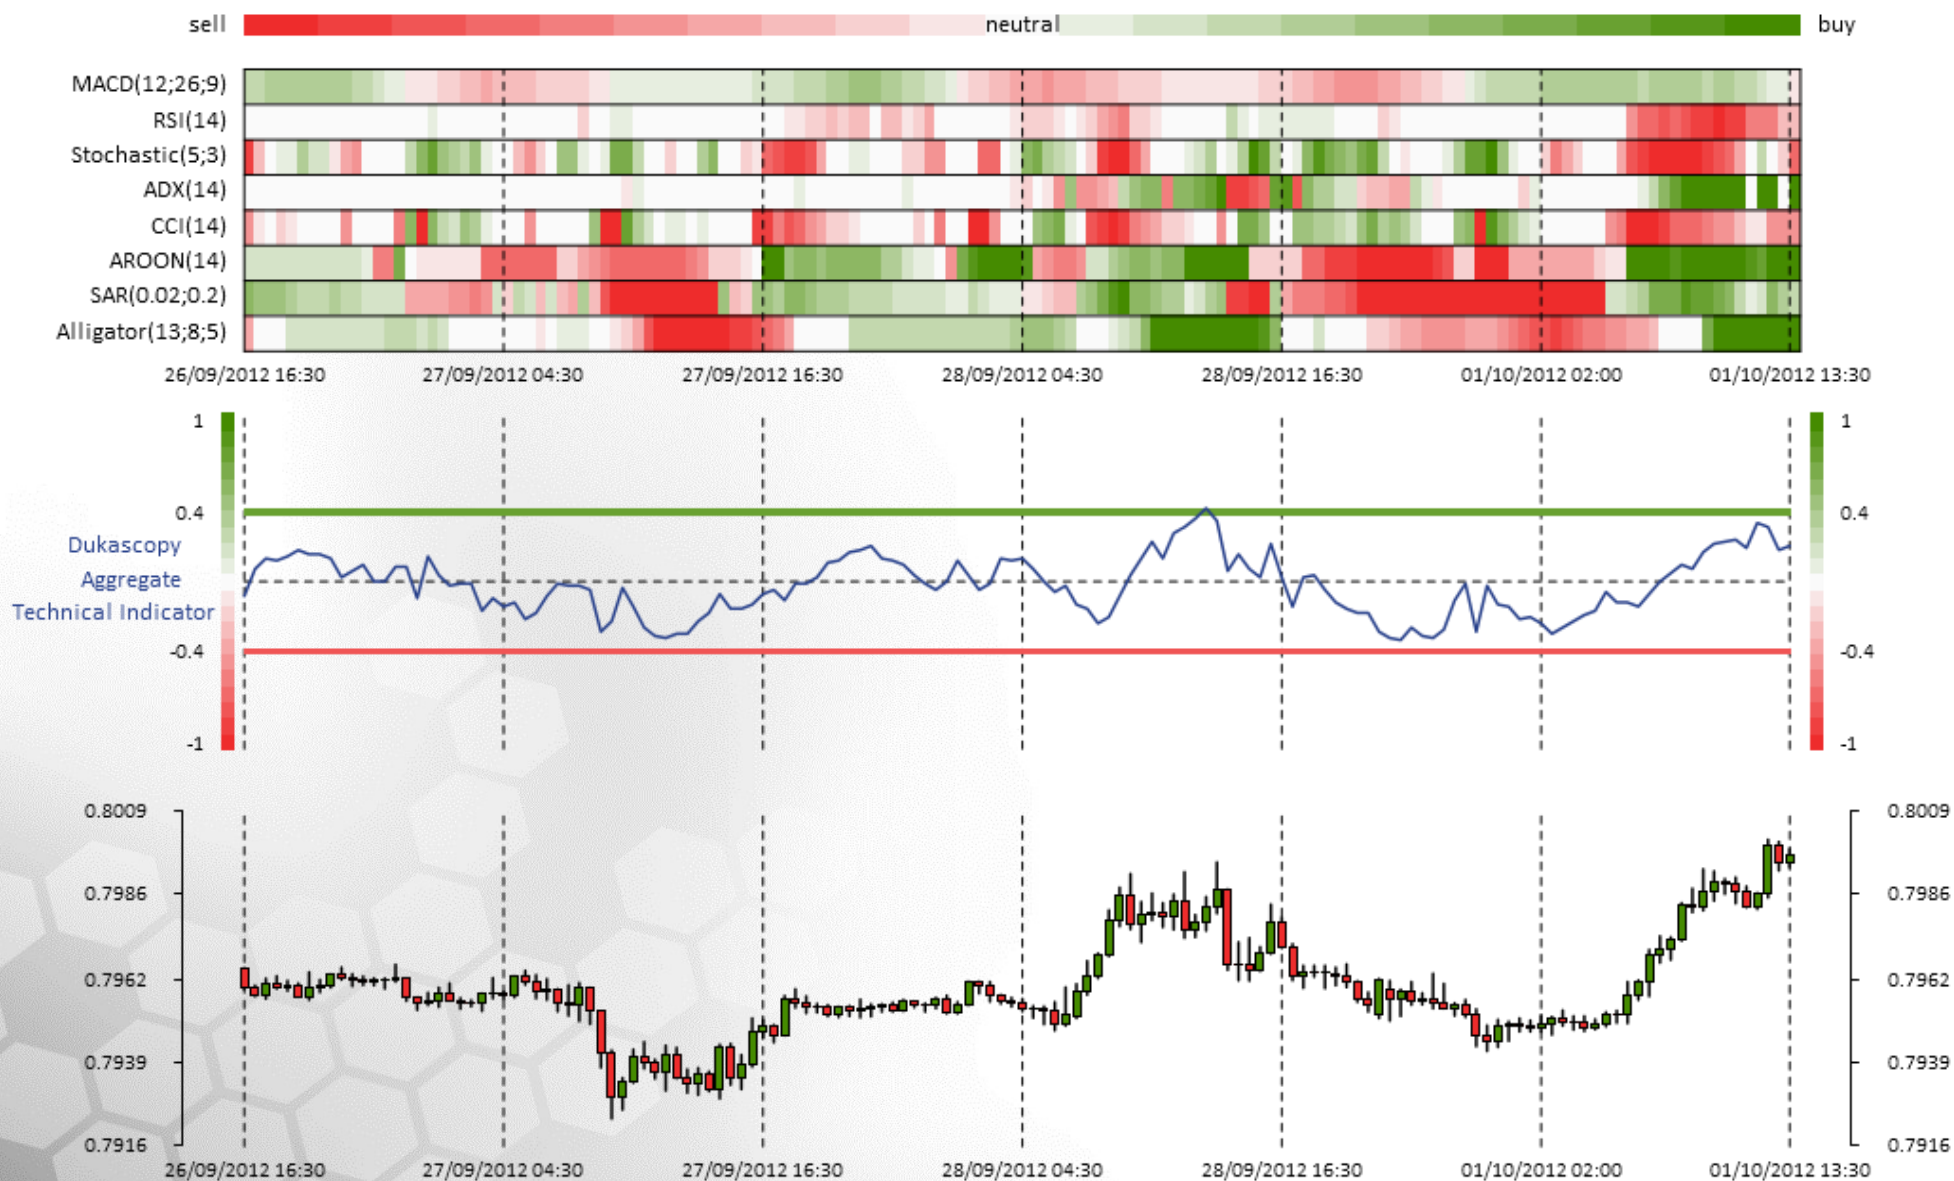 sell neutral buy
MACD(12;26;9)
RSI(14)
Stochastic(5;3)
ADX(14)
CCI(14)
AROON(14)
SAR(0.02;0.2)
Alligator(13;8;5)
26/09/2012 16:30 27/09/2012 04:30 27/09/2012 16:30 28/09/2012 04:30 28/09/2012 16:30 01/10/2012 02:00 01/10/2012 13:30
1 1
0.4 0.4
Dukascopy
Aggregate
Technical Indicator
-0.4 -0.4
-1 -1
0.8009 0.8009
0.7986 0.7986
0.7962 0.7962
0.7939 0.7939
0.7916 0.7916
26/09/2012 16:30 27/09/2012 04:30 27/09/2012 16:30 28/09/2012 04:30 28/09/2012 16:30 01/10/2012 02:00 01/10/2012 13:30